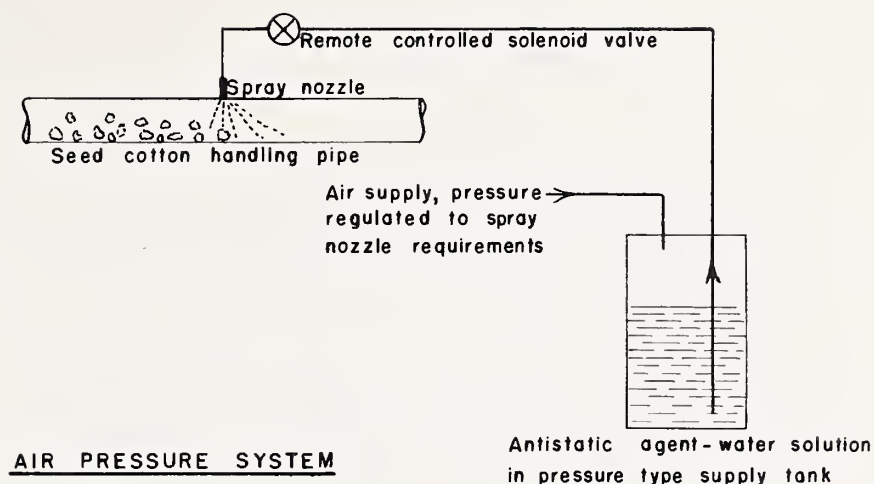 Remote controlled solenoid valve
Spray nozzle
Seed cotton handling pipe
Air supply, pressure
regulated to spray
nozzle requirements
Antistatic agent-water solution
in pressure type supply tank
AIR PRESSURE SYSTEM